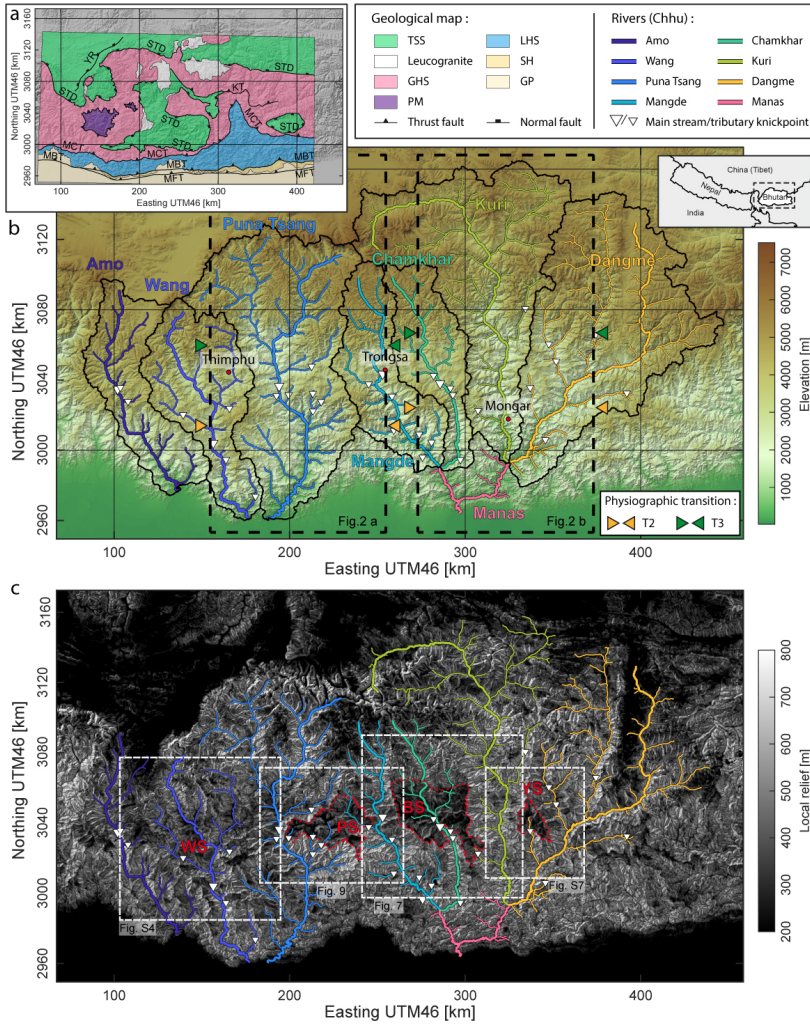 a
Northing UTM46 [km]
3160
3120
3080
3040
3000
2960
YR
STD
STD
STD
STD
STD
STD
STD
KT
MCT
MCT
MCT
MBT
MBT
MBT
MFT
MFT
100
200
300
400
Easting UTM46 [km]
Geological map :
TSS
LHS
Leucogranite
SH
GHS
GP
PM
Thrust fault
Normal fault
Rivers (Chhu) :
Amo
Chamkhar
Wang
Kuri
Puna Tsang
Dangme
Mangde
Manas
Main stream/tributary knickpoint
China (Tibet)
Nepal
Bhutan
India
b
Northing UTM46 [km]
3120
3080
3040
3000
2960
Amo
Wang
Puna Tsang
Chamkhar
Kuri
Dangme
Thimphu
Trongsa
Mongar
Mangde
Manas
Fig.2 a
Fig.2 b
Physiographic transition :
T2
T3
100
200
300
400
Easting UTM46 [km]
Elevation [m]
7000
6000
5000
4000
3000
2000
1000
c
Northing UTM46 [km]
3160
3120
3080
3040
3000
2960
WS
PS
BS
YS
Fig. S4
Fig. 9
Fig. 7
Fig. S7
100
200
300
400
Easting UTM46 [km]
Local relief [m]
800
700
600
500
400
300
200